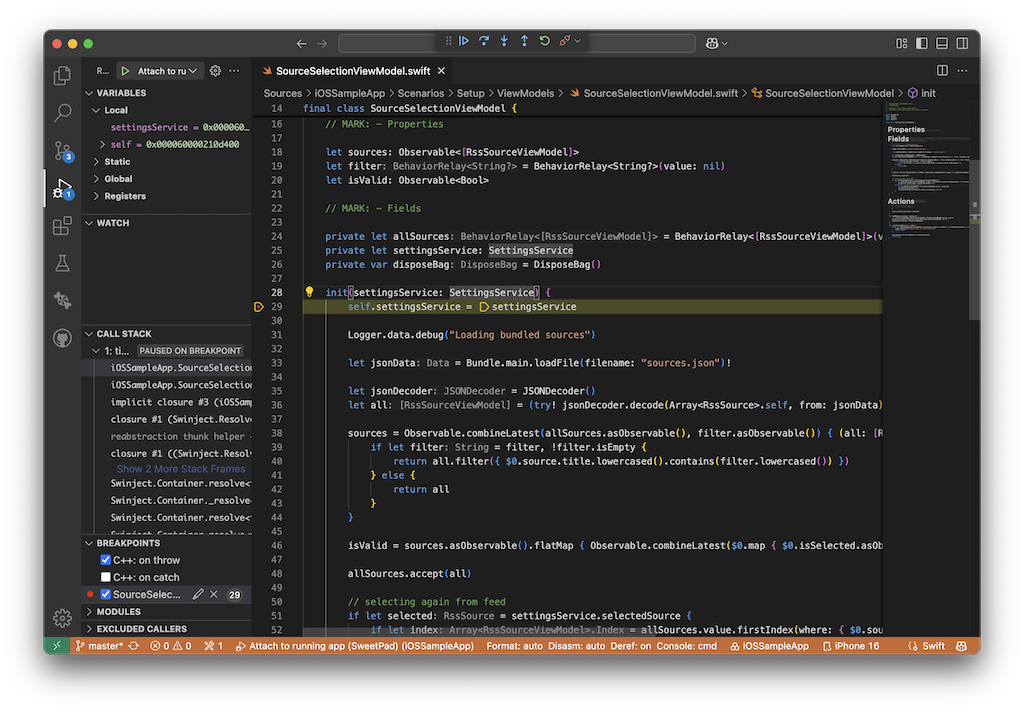 R... Attach to ru
SourceSelectionViewModel.swift
Sources > iOSSampleApp > Scenarios > Setup > ViewModels > SourceSelectionViewModel.swift > SourceSelectionViewModel > init
VARIABLES
Local
settingsService = 0x000060...
self = 0x000060000210d400
Static
Global
Registers
WATCH
CALL STACK
1: ti... PAUSED ON BREAKPOINT
iOSSampleApp.SourceSelection
iOSSampleApp.SourceSelection
implicit closure #3 (iOSSamp
closure #1 (Swinject.Resolve
reabstraction thunk helper
closure #1 ((Swinject.Resol
Show 2 More Stack Frames
Swinject.Container.resolve<
Swinject.Container._resolve
Swinject.Container.resolve<
Swinject.Container.resolve
BREAKPOINTS
C++: on throw
C++: on catch
SourceSelec... 29
MODULES
EXCLUDED CALLERS
3
1
14 final class SourceSelectionViewModel {
16 // MARK: - Properties
17
18 let sources: Observable<[RssSourceViewModel]>
19 let filter: BehaviorRelay<String?> = BehaviorRelay<String?>(value: nil)
20 let isValid: Observable<Bool>
21
22 // MARK: - Fields
23
24 private let allSources: BehaviorRelay<[RssSourceViewModel]> = BehaviorRelay<[RssSourceViewModel]>(v
25 private let settingsService: SettingsService
26 private var disposeBag: DisposeBag = DisposeBag()
27
28 init(settingsService: SettingsService) {
29 self.settingsService = settingsService
30
31 Logger.data.debug("Loading bundled sources")
32
33 let jsonData: Data = Bundle.main.loadFile(filename: "sources.json")!
34
35 let jsonDecoder: JSONDecoder = JSONDecoder()
36 let all: [RssSourceViewModel] = (try! jsonDecoder.decode(Array<RssSource>.self, from: jsonData)
37
38 sources = Observable.combineLatest(allSources.asObservable(), filter.asObservable()) { (all: [R
39 if let filter: String = filter, !filter.isEmpty {
40 return all.filter({ $0.source.title.lowercased().contains(filter.lowercased()) })
41 } else {
42 return all
43 }
44 }
45
46 isValid = sources.asObservable().flatMap { Observable.combineLatest($0.map { $0.isSelected.asOb
47
48 allSources.accept(all)
49
50 // selecting again from feed
51 if let selected: RssSource = settingsService.selectedSource {
52 if let index: Array<RssSourceViewModel>.Index = allSources.value.firstIndex(where: { $0.sou
Properties
Fields
Actions
master* 0 0 1 Attach to running app (SweetPad) (iOSSampleApp) Format: auto Disasm: auto Deref: on Console: cmd iOSSampleApp iPhone 16 Swift